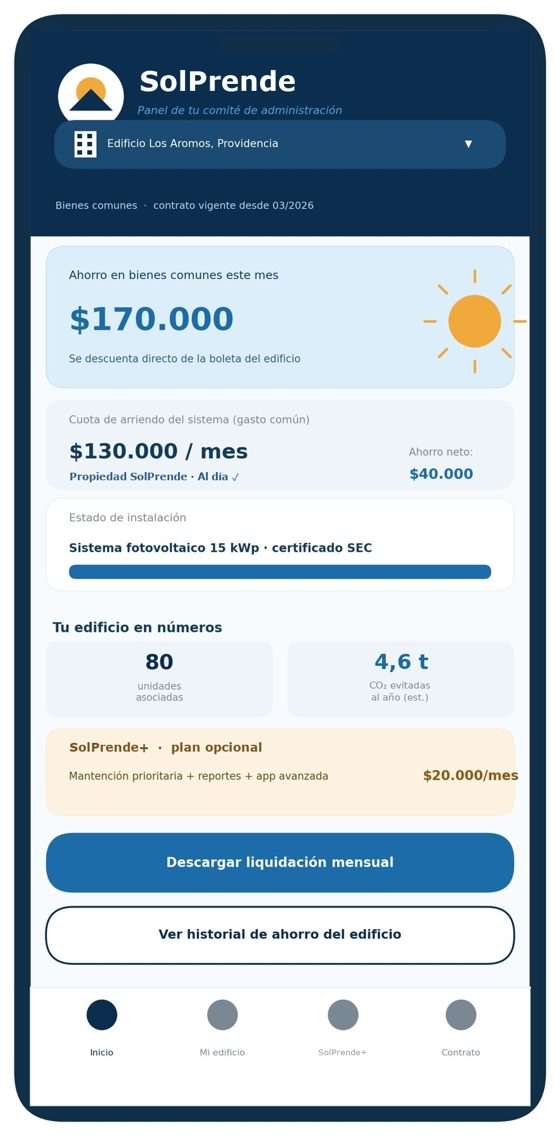 SolPrende
Panel de tu comité de administración
Edificio Los Aromos, Providencia
Bienes comunes · contrato vigente desde 03/2026
Ahorro en bienes comunes este mes
$170.000
Se descuenta directo de la boleta del edificio
Cuota de arriendo del sistema (gasto común)
$130.000 / mes
Propiedad SolPrende · Al día ✓
Ahorro neto:
$40.000
Estado de instalación
Sistema fotovoltaico 15 kWp · certificado SEC
Tu edificio en números
80
unidades
asociadas
4,6 t
CO₂ evitadas
al año (est.)
SolPrende+ · plan opcional
Mantención prioritaria + reportes + app avanzada
$20.000/mes
Descargar liquidación mensual
Ver historial de ahorro del edificio
Inicio
Mi edificio
SolPrende+
Contrato